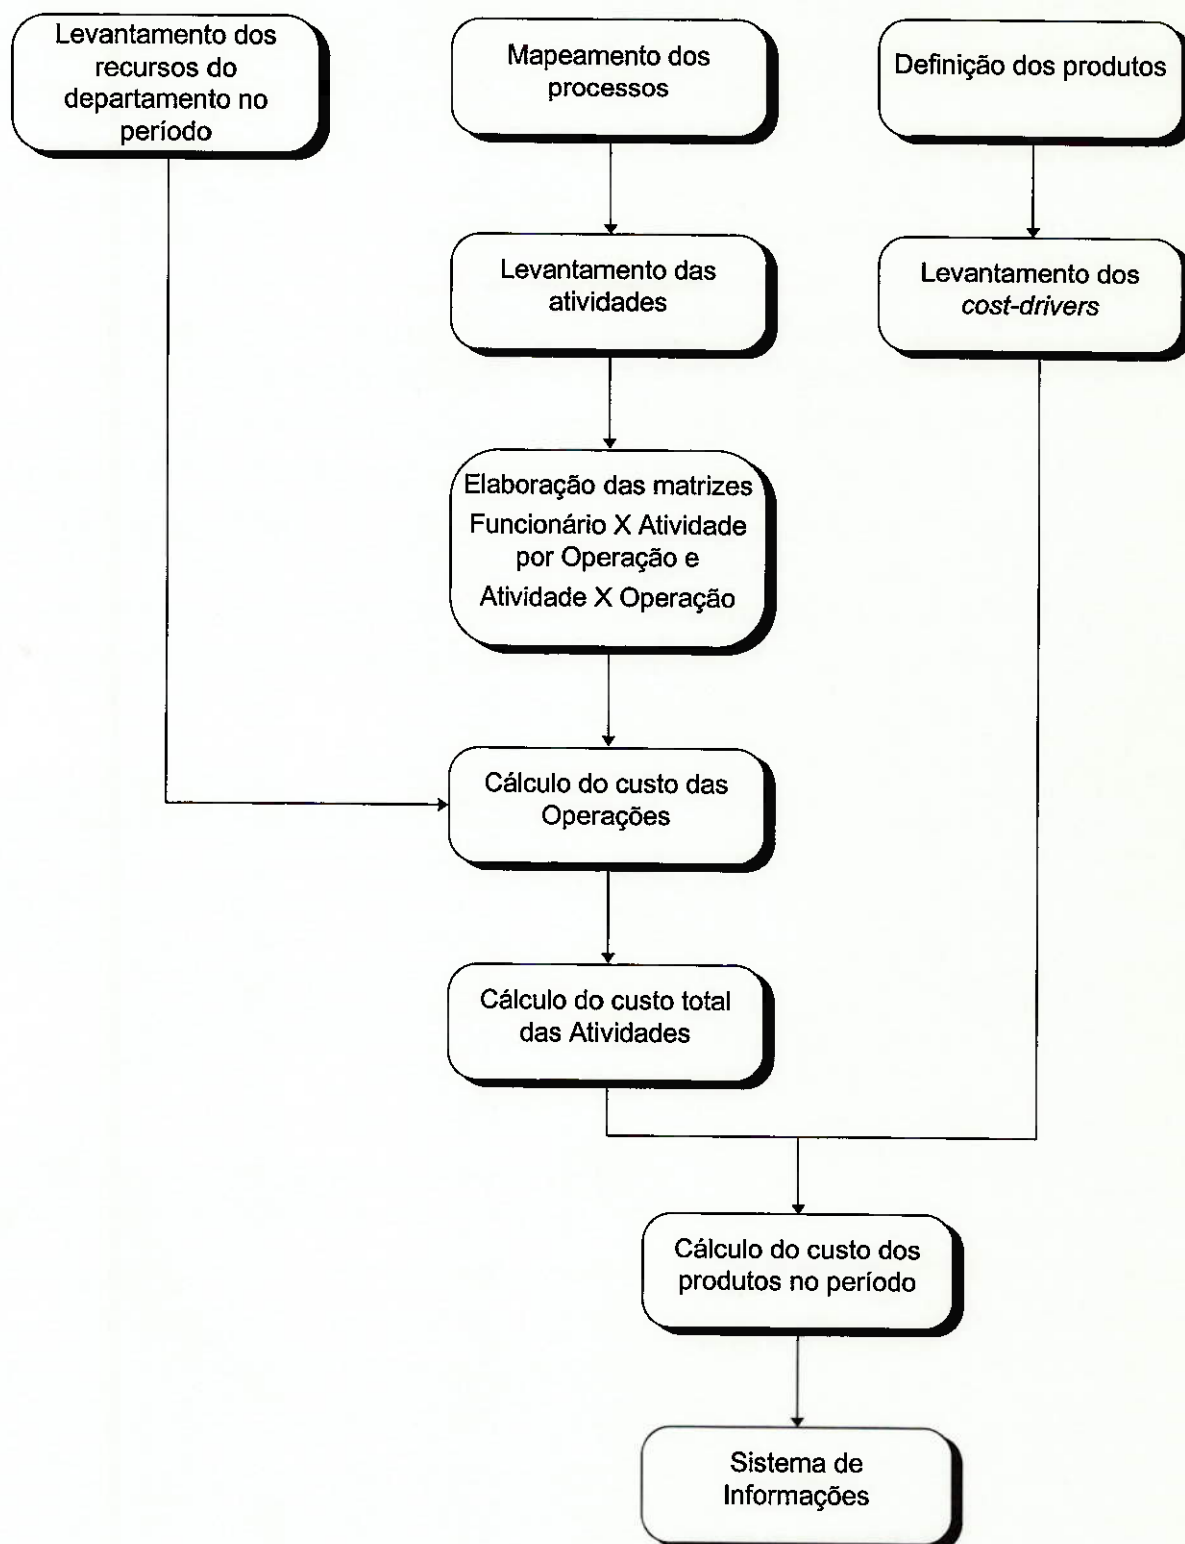 Levantamento dos
recursos do
departamento no
período
Mapeamento dos
processos
Definição dos produtos
Levantamento das
atividades
Levantamento dos
cost-drivers
Elaboração das matrizes
Funcionário X Atividade
por Operação e
Atividade X Operação
Cálculo do custo das
Operações
Cálculo do custo total
das Atividades
Cálculo do custo dos
produtos no período
Sistema de
Informações